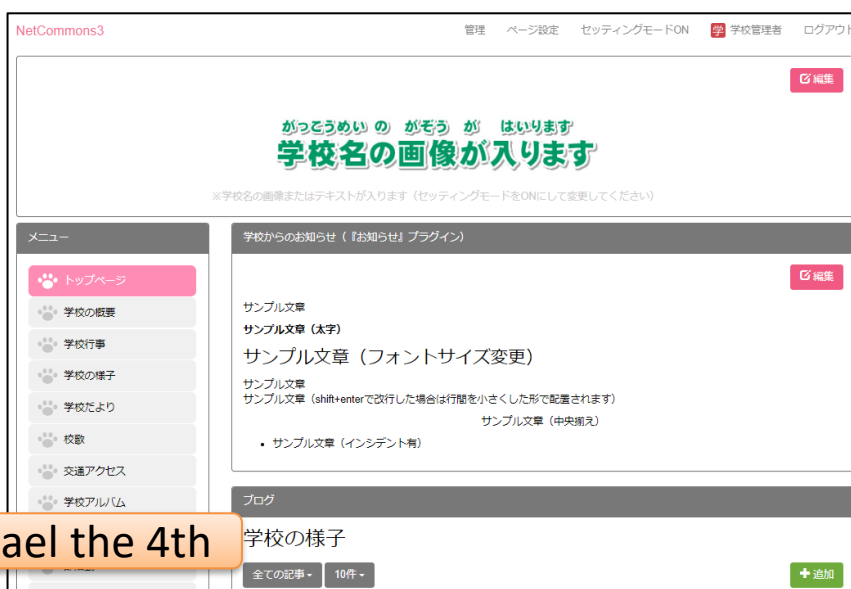 NetCommons3
管理 ページ設定 セッティングモードON 学 学校管理者 ログアウト
編集
がっこうめい の がぞう が はいります
学校名の画像が入ります
※学校名の画像またはテキストが入ります（セッティングモードをONにして変更してください）
メニュー
学校からのお知らせ（『お知らせ』プラグイン）
トップページ
編集
学校の概要
サンプル文章
学校行事
サンプル文章（太字）
学校の様子
サンプル文章（フォントサイズ変更）
学校だより
サンプル文章
サンプル文章（shift+enterで改行した場合は行間を小さくした形で配置されます）
校歌
サンプル文章（中央揃え）
交通アクセス
• サンプル文章（インシデント有）
学校アルバム
ブログ
ael the 4th
学校の様子
全ての記事 10件 追加